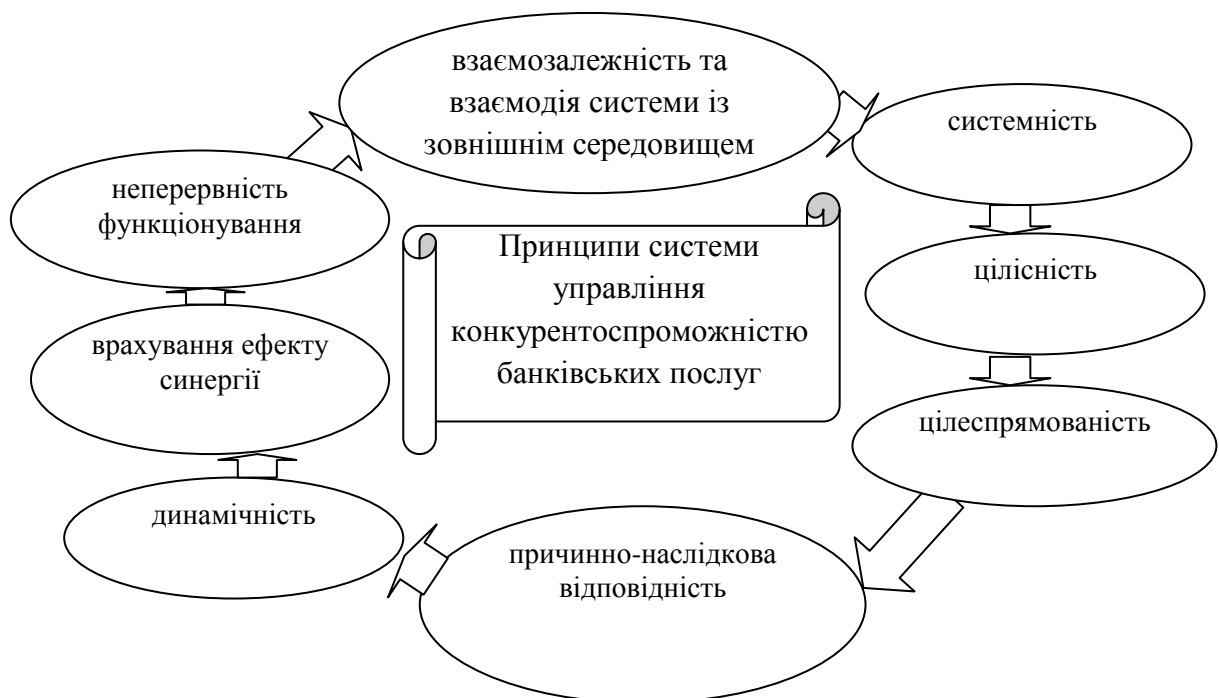 взаємозалежність та
взаємодія системи із
зовнішнім середовищем
системність
цілісність
цілеспрямованість
причинно-наслідкова
відповідність
динамічність
врахування ефекту
синергії
неперервність
функціонування
Принципи системи
управління
конкурентоспроможністю
банківських послуг